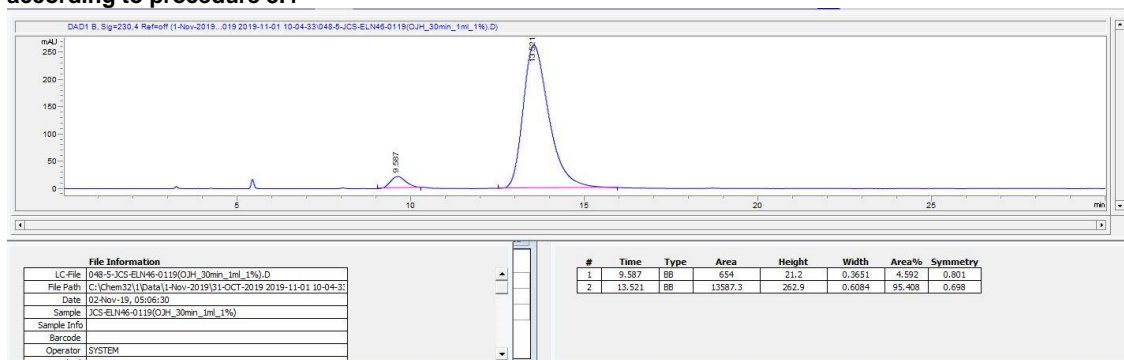 according to procedure 3.1
DAD1 B, Sig=230,4 Ref=off (1-Nov-2019...019 2019-11-01 10-04-33\048-5-JCS-ELN46-0119(OJH_30min_1ml_1%).D)
mAU
250
200
150
100
50
0
9.587
13.521
5
10
15
20
25
min
File Information
LC-File 048-5-JCS-ELN46-0119(OJH_30min_1ml_1%).D
File Path C:\Chem32\1\Data\1-Nov-2019\31-OCT-2019 2019-11-01 10-04-3
Date 02-Nov-19, 05:06:30
Sample JCS-ELN46-0119(OJH_30min_1ml_1%)
Sample Info
Barcode
Operator SYSTEM
# Time Type Area Height Width Area% Symmetry
1 9.587 BB 654 21.2 0.3651 4.592 0.801
2 13.521 BB 13587.3 262.9 0.6084 95.408 0.698